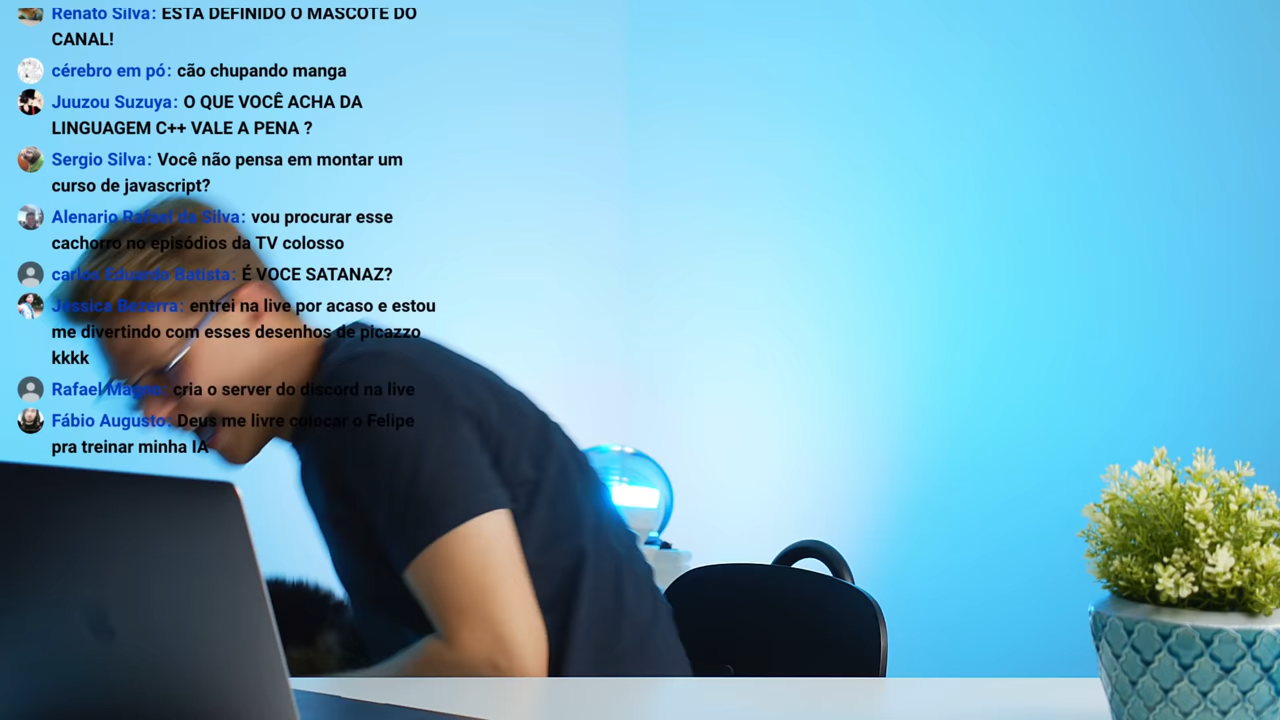 Renato Silva: ESTA DEFINIDO O MASCOTE DO
CANAL!
cérebro em pó: cão chupando manga
Juuzou Suzuya: O QUE VOCÊ ACHA DA
LINGUAGEM C++ VALE A PENA ?
Sergio Silva: Você não pensa em montar um
curso de javascript?
Alenario Rafael da Silva: vou procurar esse
cachorro no episódios da TV colosso
carlos Eduardo Batista: É VOCE SATANAZ?
Jessica Bezerra: entrei na live por acaso e estou
me divertindo com esses desenhos de picazzo
kkkk
Rafael Magno: cria o server do discord na live
Fábio Augusto: Deus me livre colocar o Felipe
pra treinar minha IA